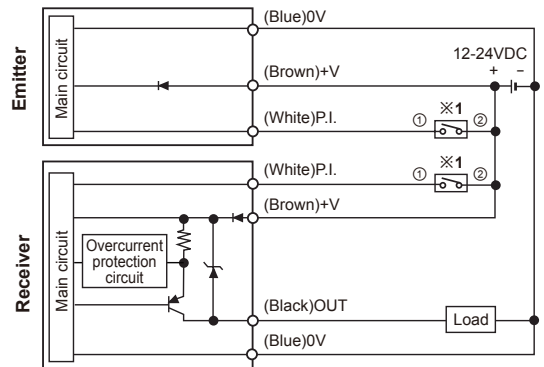 Emitter
Main circuit
(Blue)0V
(Brown)+V
(White)P.I.
12-24VDC
+ −
※1
① ②
Receiver
Main circuit
Overcurrent
protection
circuit
(White)P.I.
※1
① ②
(Brown)+V
(Black)OUT
Load
(Blue)0V